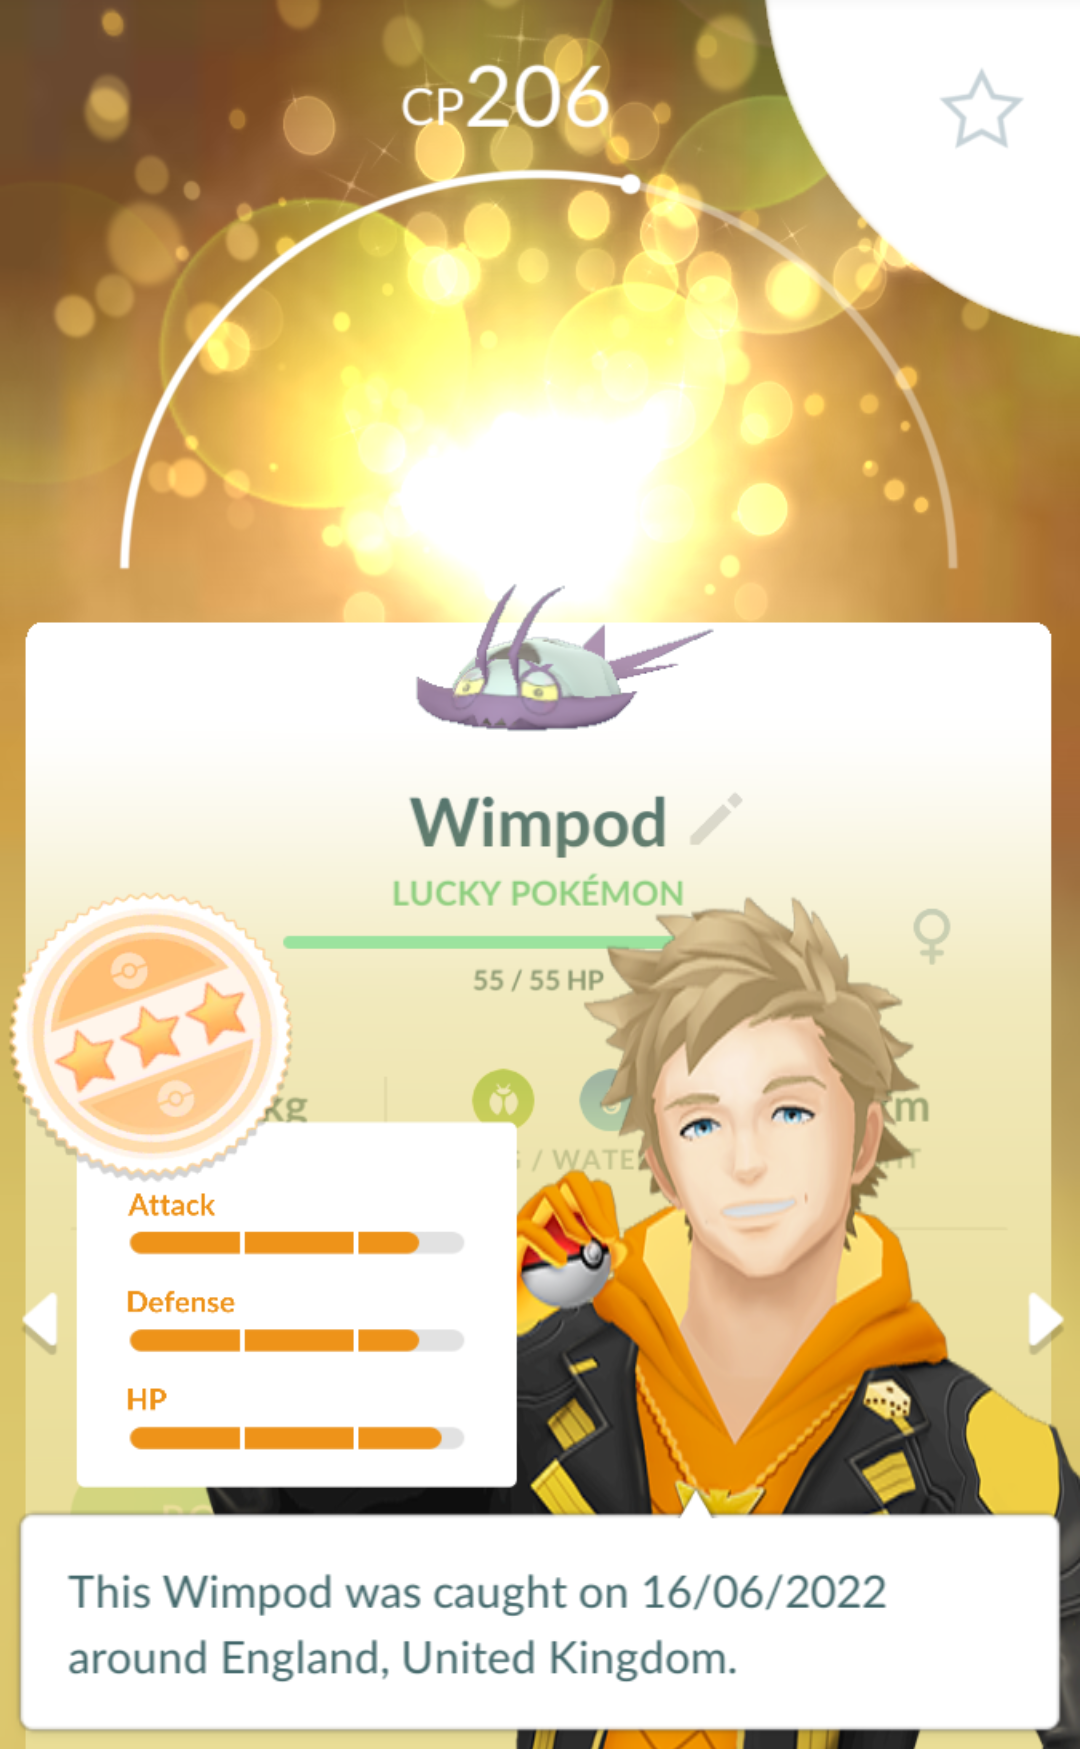 CP206
Wimpod
LUCKY POKÉMON
55 / 55 HP
kg
/ WATE
Attack
Defense
HP
This Wimpod was caught on 16/06/2022
around England, United Kingdom.